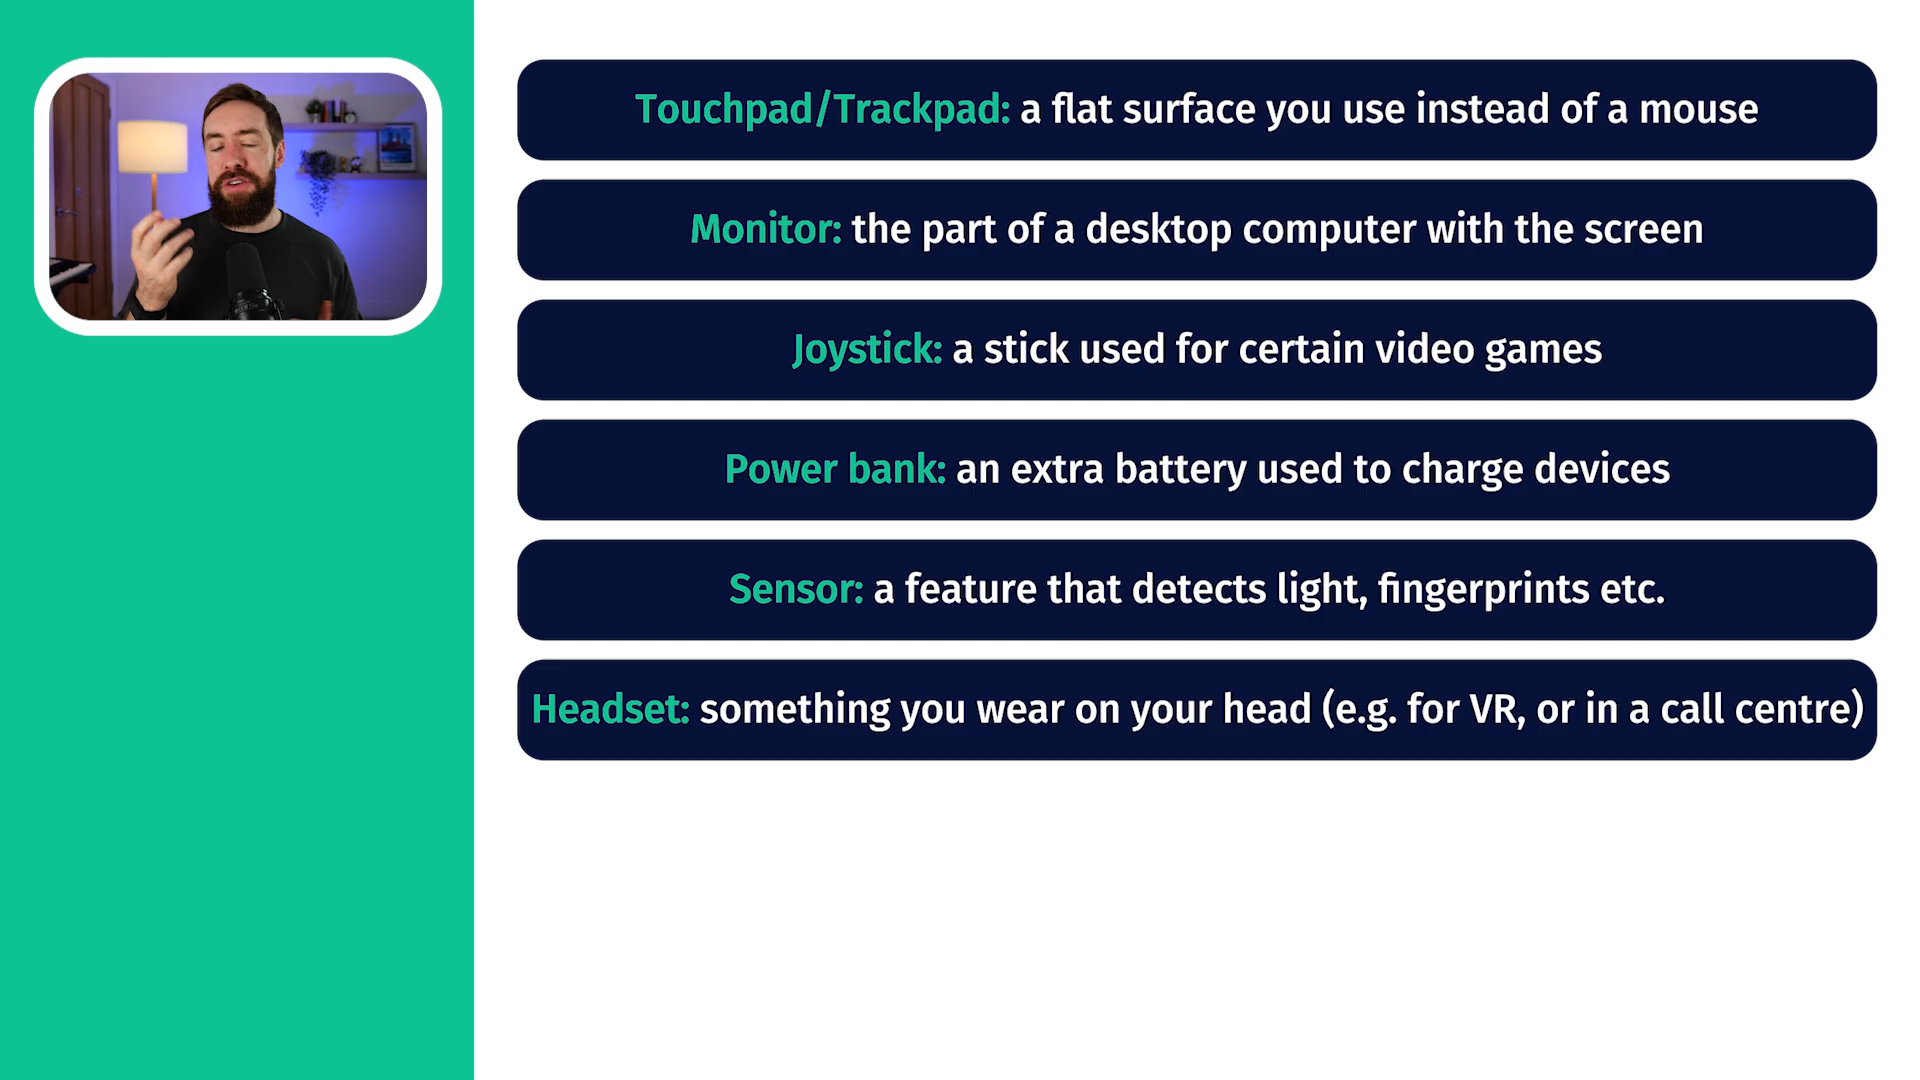 Touchpad/Trackpad: a flat surface you use instead of a mouse
Monitor: the part of a desktop computer with the screen
Joystick: a stick used for certain video games
Power bank: an extra battery used to charge devices
Sensor: a feature that detects light, fingerprints etc.
Headset: something you wear on your head (e.g. for VR, or in a call centre)